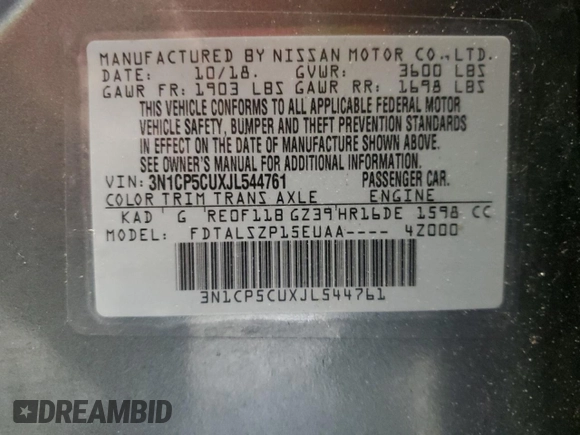 MANUFACTURED BY NISSAN MOTOR CO., LTD.
DATE: 10/18. GVWR: 3600 LBS
GAWR FR: 1903 LBS GAWR RR: 1698 LBS
THIS VEHICLE CONFORMS TO ALL APPLICABLE FEDERAL MOTOR
VEHICLE SAFETY, BUMPER AND THEFT PREVENTION STANDARDS
IN EFFECT ON THE DATE OF MANUFACTURE SHOWN ABOVE.
SEE OWNER'S MANUAL FOR ADDITIONAL INFORMATION.
VIN: 3N1CP5CUXJL544761 PASSENGER CAR.
COLOR TRIM TRANS AXLE ENGINE
KAD G RE0F11B GZ39 HR16DE 1598 CC
MODEL: FDTALSZP15EUAA---- 4Z000
3N1CP5CUXJL544761
DREAMBID